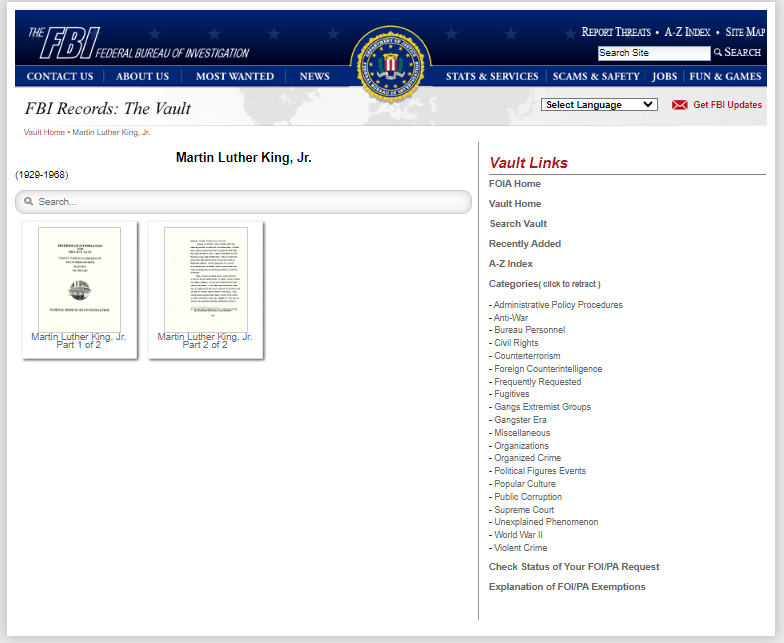 THE FBI FEDERAL BUREAU OF INVESTIGATION
REPORT THREATS • A-Z INDEX • SITE MAP
Search Site SEARCH
CONTACT US ABOUT US MOST WANTED NEWS STATS & SERVICES SCAMS & SAFETY JOBS FUN & GAMES
FBI Records: The Vault
Select Language
Get FBI Updates
Vault Home • Martin Luther King, Jr.
Martin Luther King, Jr.
(1929-1968)
Search...
FREEDOM OF INFORMATION
FEDERAL BUREAU OF INVESTIGATION
Martin Luther King, Jr.
Part 1 of 2
Martin Luther King, Jr.
Part 2 of 2
Vault Links
FOIA Home
Vault Home
Search Vault
Recently Added
A-Z Index
Categories( click to retract )
- Administrative Policy Procedures
- Anti-War
- Bureau Personnel
- Civil Rights
- Counterterrorism
- Foreign Counterintelligence
- Frequently Requested
- Fugitives
- Gangs Extremist Groups
- Gangster Era
- Miscellaneous
- Organizations
- Organized Crime
- Political Figures Events
- Popular Culture
- Public Corruption
- Supreme Court
- Unexplained Phenomenon
- World War II
- Violent Crime
Check Status of Your FOI/PA Request
Explanation of FOI/PA Exemptions